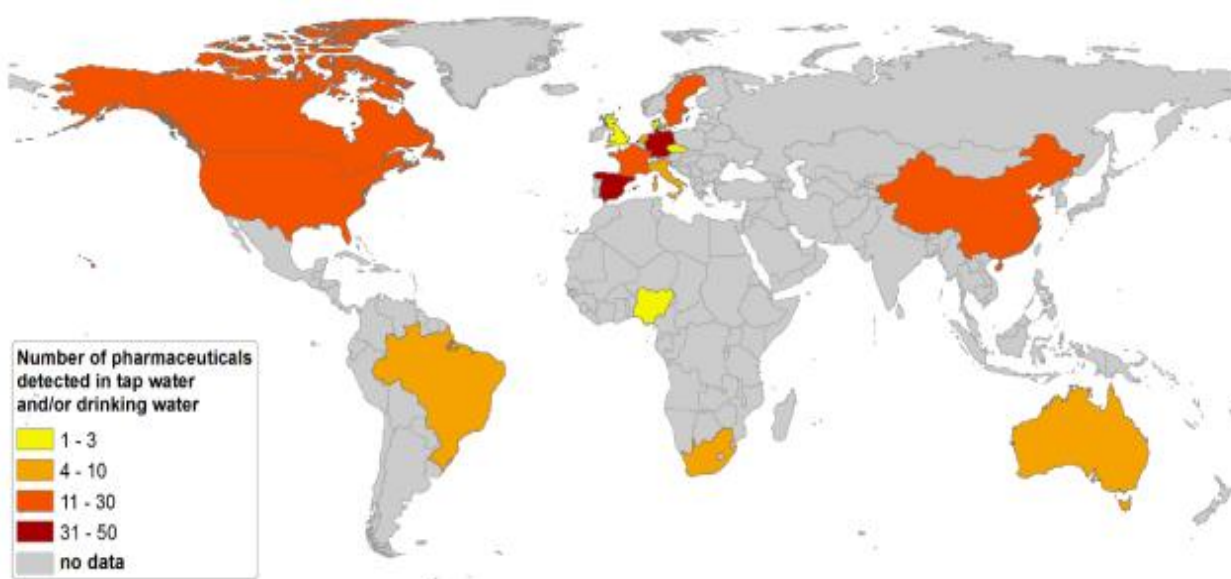 Number of pharmaceuticals
detected in tap water
and/or drinking water
1 - 3
4 - 10
11 - 30
31 - 50
no data